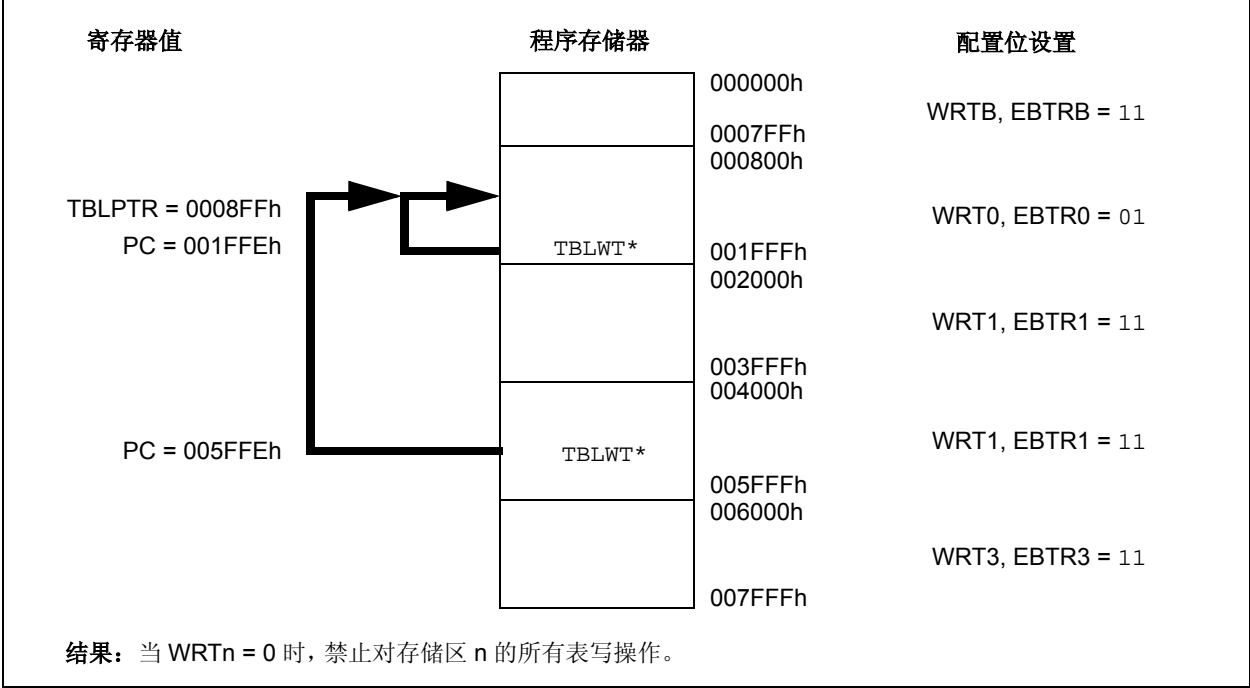 寄存器值 程序存储器 配置位设置
000000h
WRTB, EBTRB = 11
0007FFh
000800h
TBLPTR = 0008FFh WRT0, EBTR0 = 01
PC = 001FFEh TBLWT* 001FFFh
002000h
WRT1, EBTR1 = 11
003FFFh
004000h
PC = 005FFEh TBLWT* WRT1, EBTR1 = 11
005FFFh
006000h
WRT3, EBTR3 = 11
007FFFh
结果：当 WRTn = 0 时，禁止对存储区 n 的所有表写操作。